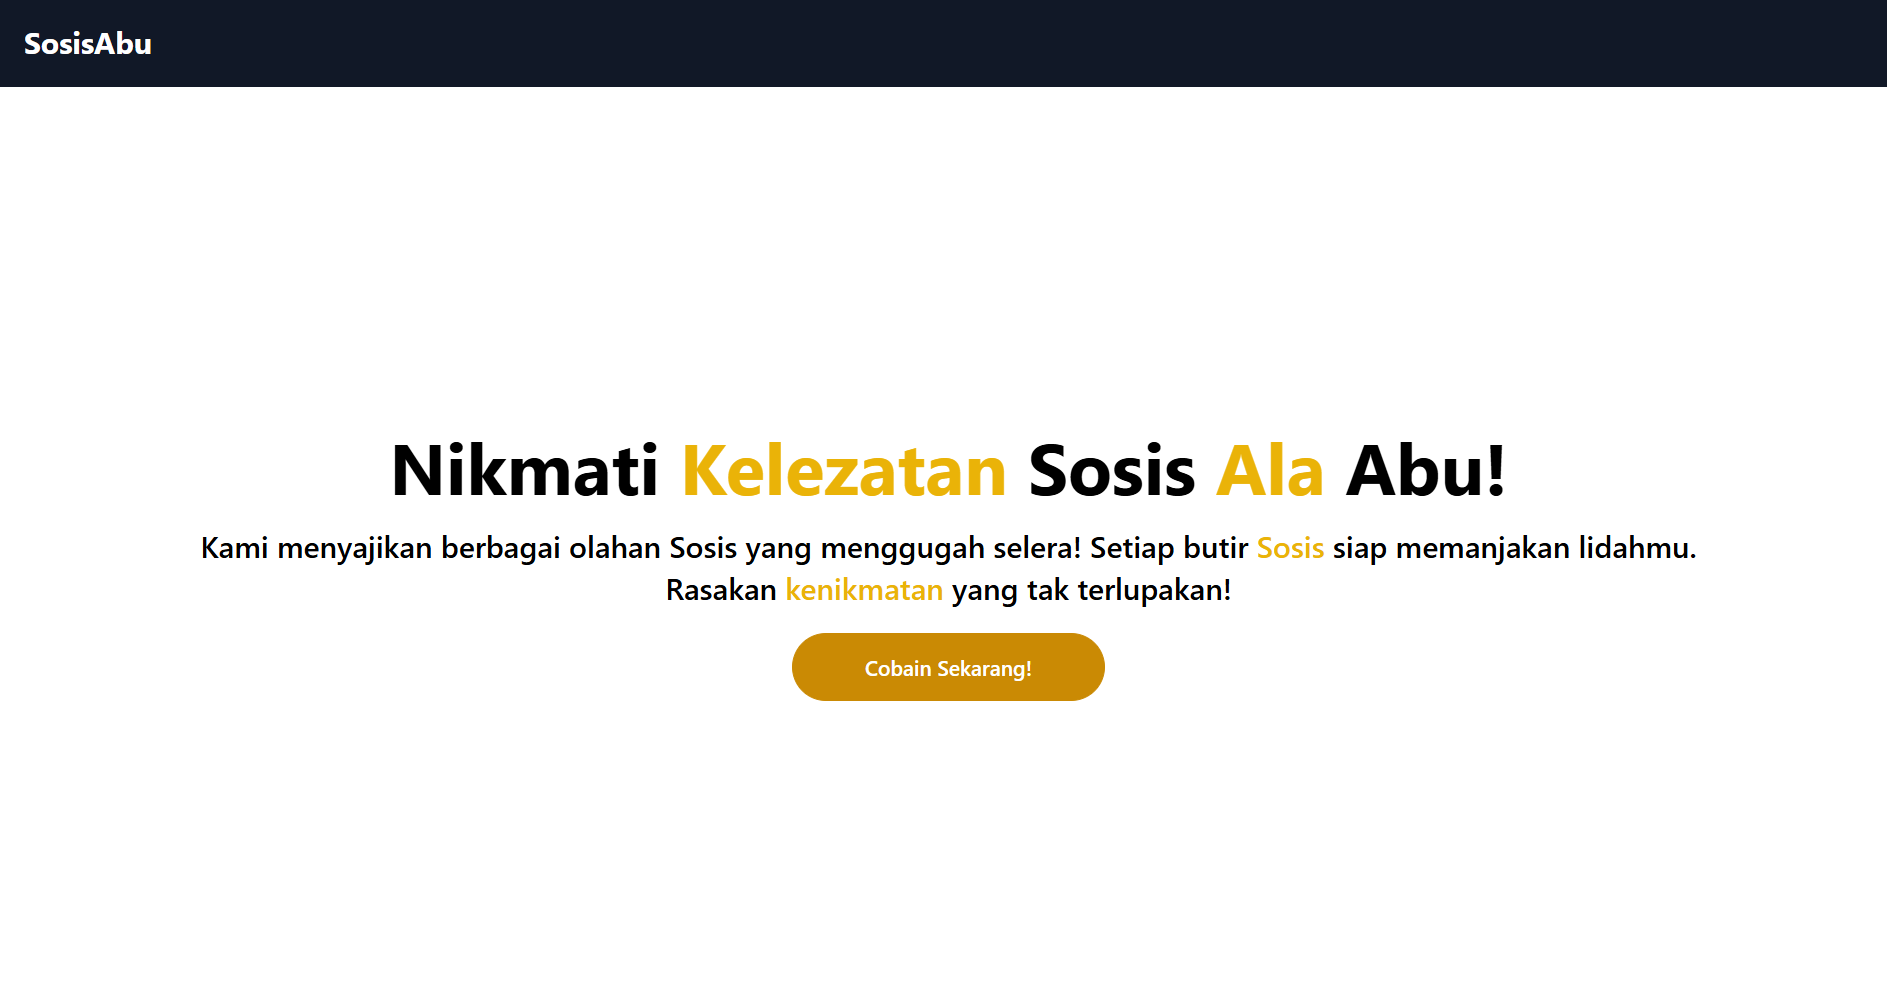 SosisAbu
Nikmati Kelezatan Sosis Ala Abu!
Kami menyajikan berbagai olahan Sosis yang menggugah selera! Setiap butir Sosis siap memanjakan lidahmu.
Rasakan kenikmatan yang tak terlupakan!
Cobain Sekarang!